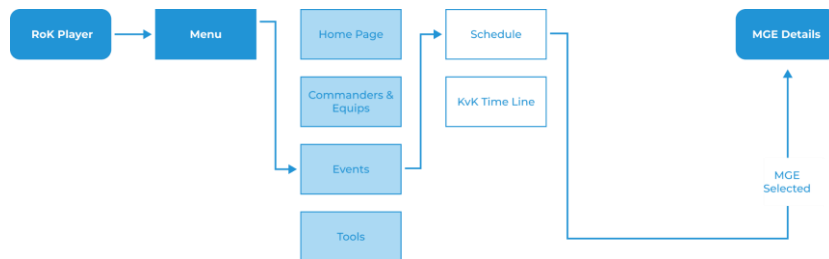 RoK Player
Menu
Home Page
Schedule
MGE Details
Commanders &
Equips
KvK Time Line
Events
MGE
Selected
Tools